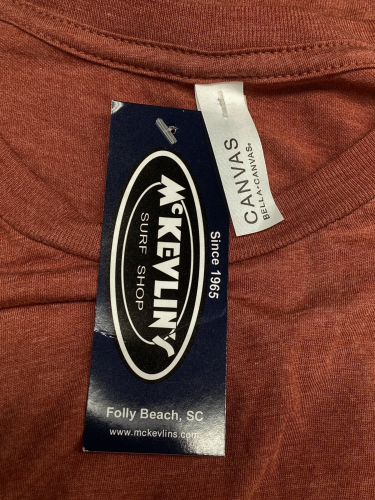 McKEVLIN'S
SURF SHOP
Since 1965
Folly Beach, SC
www.mckevlins.com
CANVAS
BELLA+CANVAS®